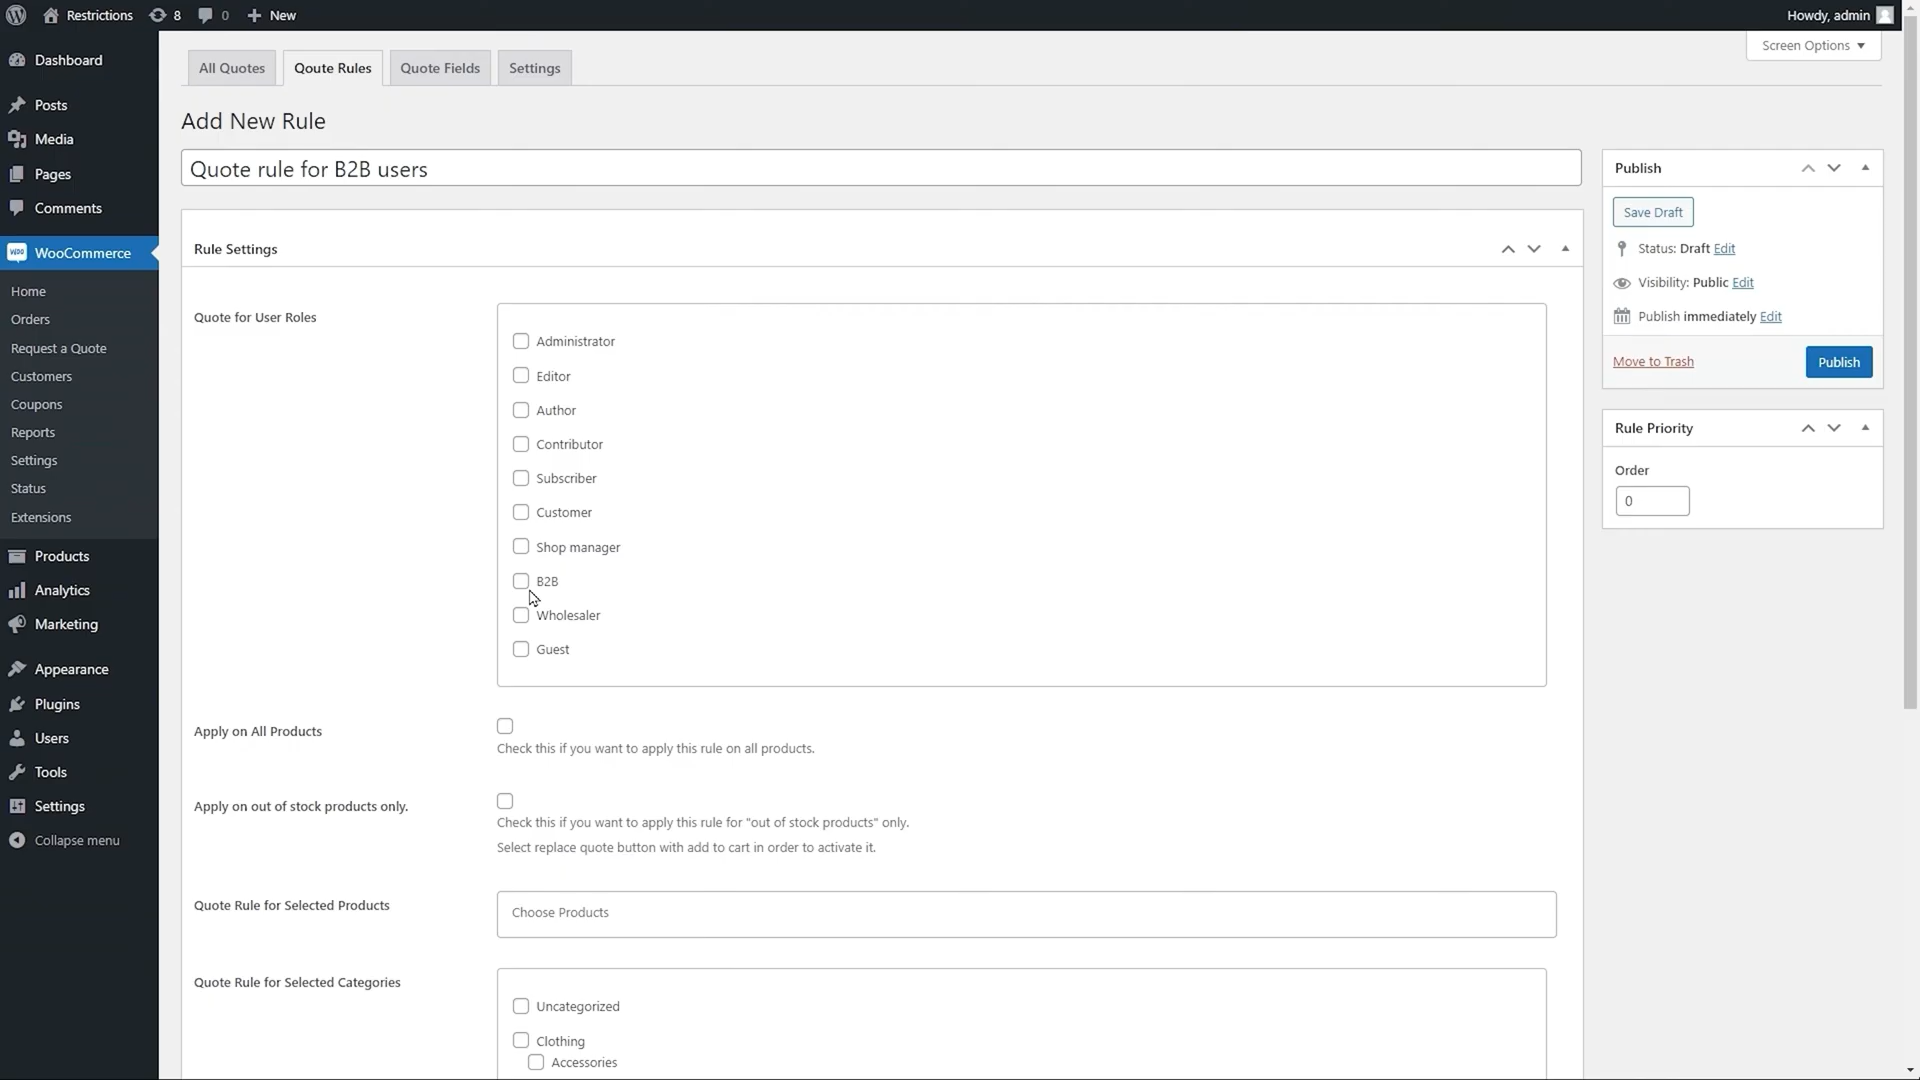 Restrictions 8 0 New Howdy, admin
Screen Options
All Quotes Qoute Rules Quote Fields Settings
Dashboard
Posts
Media
Pages
Comments
WooCommerce
Home
Orders
Request a Quote
Customers
Coupons
Reports
Settings
Status
Extensions
Products
Analytics
Marketing
Appearance
Plugins
Users
Tools
Settings
Collapse menu
Add New Rule
Quote rule for B2B users
Rule Settings
Quote for User Roles
Administrator
Editor
Author
Contributor
Subscriber
Customer
Shop manager
B2B
Wholesaler
Guest
Apply on All Products
Check this if you want to apply this rule on all products.
Apply on out of stock products only.
Check this if you want to apply this rule for "out of stock products" only.
Select replace quote button with add to cart in order to activate it.
Quote Rule for Selected Products
Choose Products
Quote Rule for Selected Categories
Uncategorized
Clothing
Accessories
Publish
Save Draft
Status: Draft Edit
Visibility: Public Edit
Publish immediately Edit
Move to Trash Publish
Rule Priority
Order
0